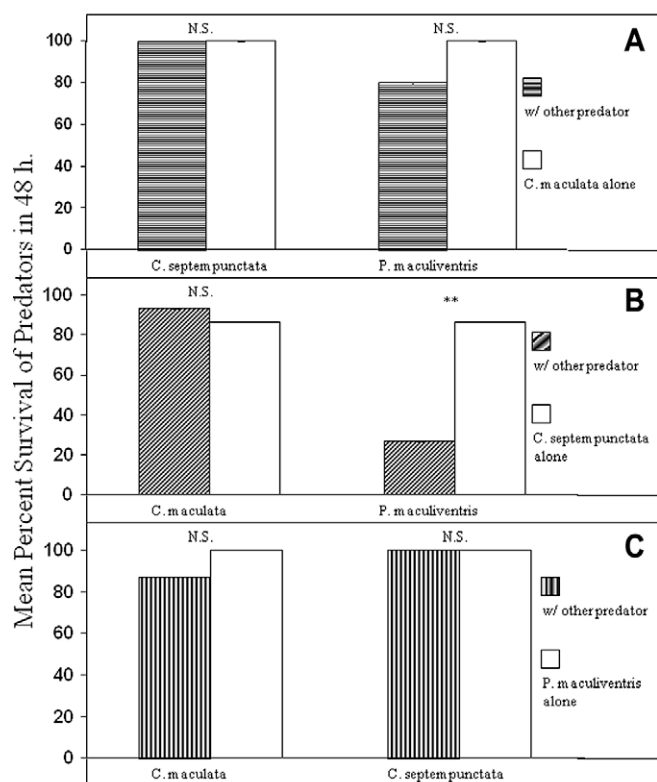 Mean Percent Survival of Predators in 48 h.
N.S. N.S.
A
100
80
60
40
20
0
w/ other predator
C. maculata alone
C. septempunctata P. maculiventris
N.S. **
B
100
80
60
40
20
0
w/ other predator
C. septempunctata
alone
C. maculata P. maculiventris
N.S. N.S.
C
100
80
60
40
20
0
w/ other predator
P. maculiventris
alone
C. maculata C. septempunctata